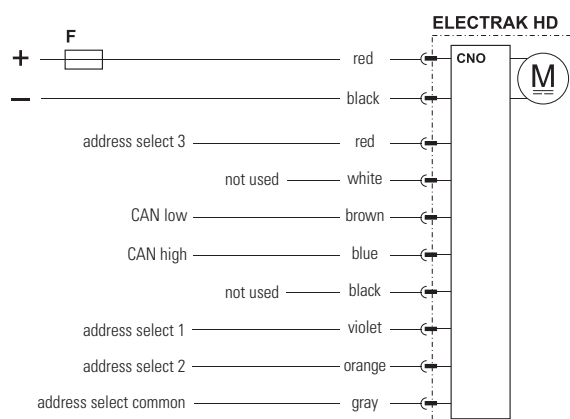 ELECTRAK HD
F
+ red CNO M
− black
address select 3 red
not used white
CAN low brown
CAN high blue
not used black
address select 1 violet
address select 2 orange
address select common gray